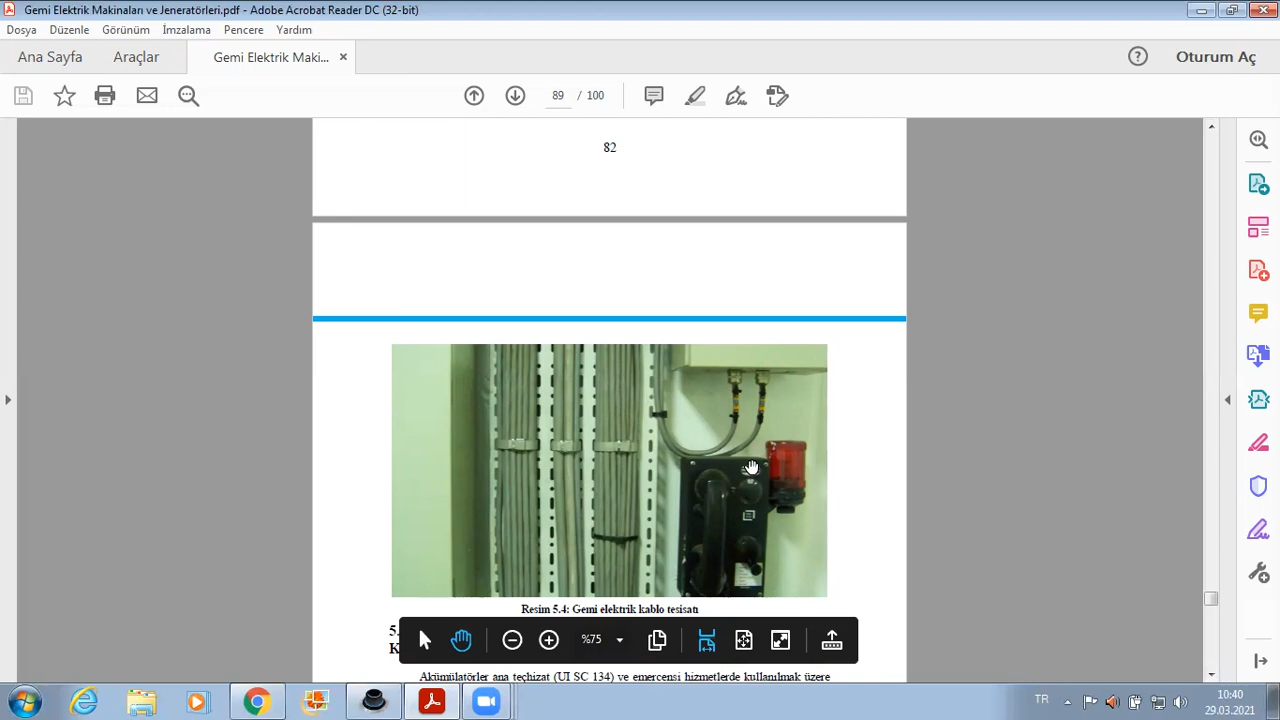 Gemi Elektrik Makinaları ve Jeneratörleri.pdf - Adobe Acrobat Reader DC (32-bit)
Dosya Düzenle Görünüm İmzalama Pencere Yardım
Ana Sayfa Araçlar Gemi Elektrik Maki... × Oturum Aç
89 / 100
82
Resim 5.4: Gemi elektrik kablo tesisatı
5.
K
%75
Akümülatörler ana teçhizat (UI SC 134) ve emercensi hizmetlerde kullanılmak üzere
TR 10:40
29.03.2021